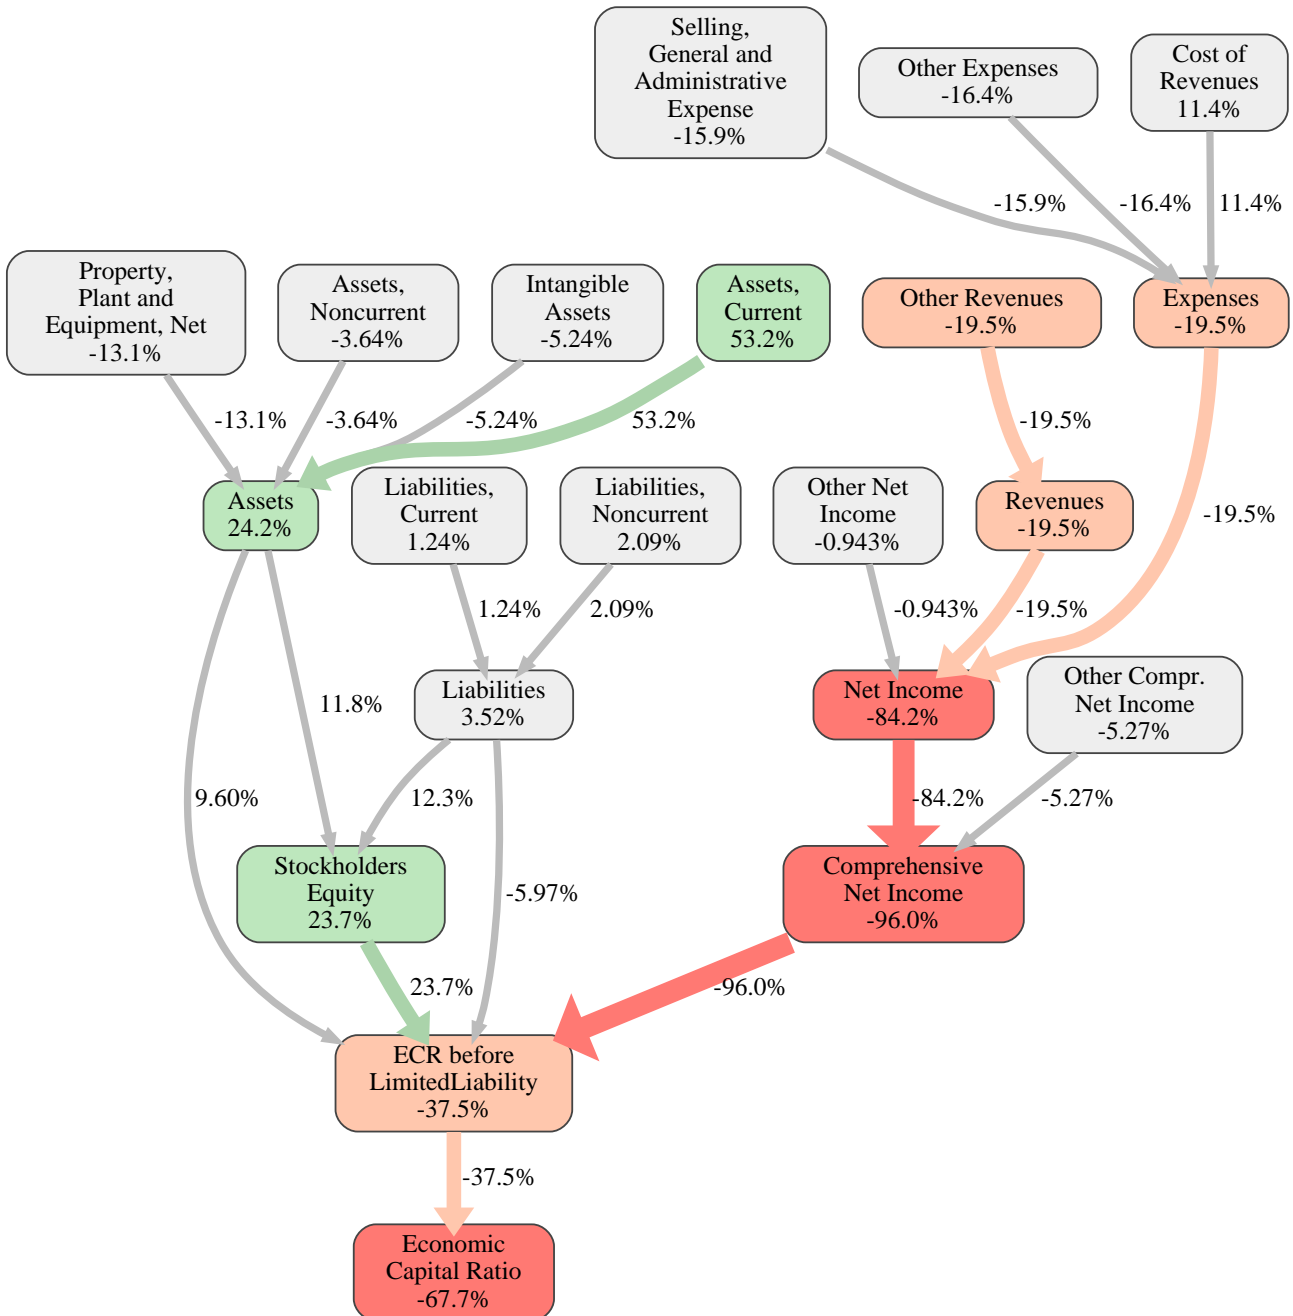 Selling,
General and
Administrative
Expense
-15.9%
Other Expenses
-16.4%
Cost of
Revenues
11.4%
-15.9%
-16.4%
11.4%
Property,
Plant and
Equipment, Net
-13.1%
Assets,
Noncurrent
-3.64%
Intangible
Assets
-5.24%
Assets,
Current
53.2%
Other Revenues
-19.5%
Expenses
-19.5%
-13.1%
-3.64%
-5.24%
53.2%
-19.5%
Assets
24.2%
Liabilities,
Current
1.24%
Liabilities,
Noncurrent
2.09%
Other Net
Income
-0.943%
Revenues
-19.5%
-19.5%
1.24%
2.09%
-0.943%
-19.5%
Liabilities
3.52%
Net Income
-84.2%
Other Compr.
Net Income
-5.27%
11.8%
9.60%
12.3%
-84.2%
-5.27%
Stockholders
Equity
23.7%
-5.97%
Comprehensive
Net Income
-96.0%
23.7%
-96.0%
ECR before
LimitedLiability
-37.5%
-37.5%
Economic
Capital Ratio
-67.7%